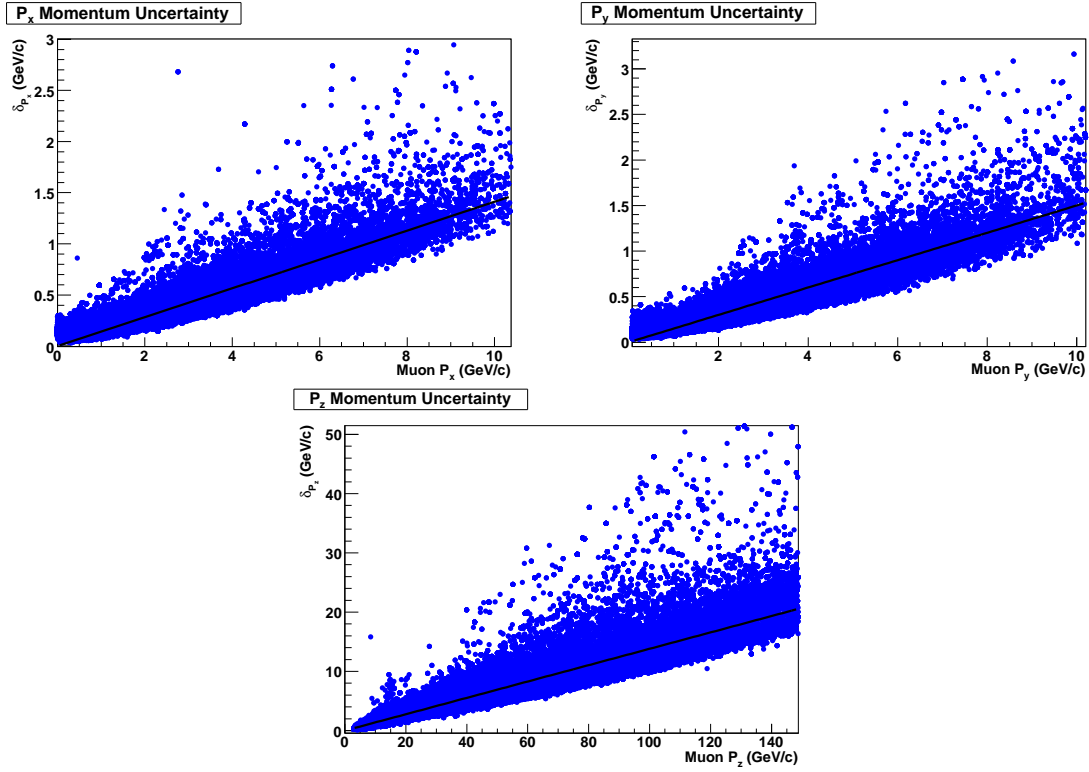 Px Momentum Uncertainty
δPx (GeV/c)
3
2.5
2
1.5
1
0.5
0
0 2 4 6 8 10
Muon Px (GeV/c)
Py Momentum Uncertainty
δPy (GeV/c)
3
2.5
2
1.5
1
0.5
0
2 4 6 8 10
Muon Py (GeV/c)
Pz Momentum Uncertainty
δPz (GeV/c)
50
40
30
20
10
0
0 20 40 60 80 100 120 140
Muon Pz (GeV/c)